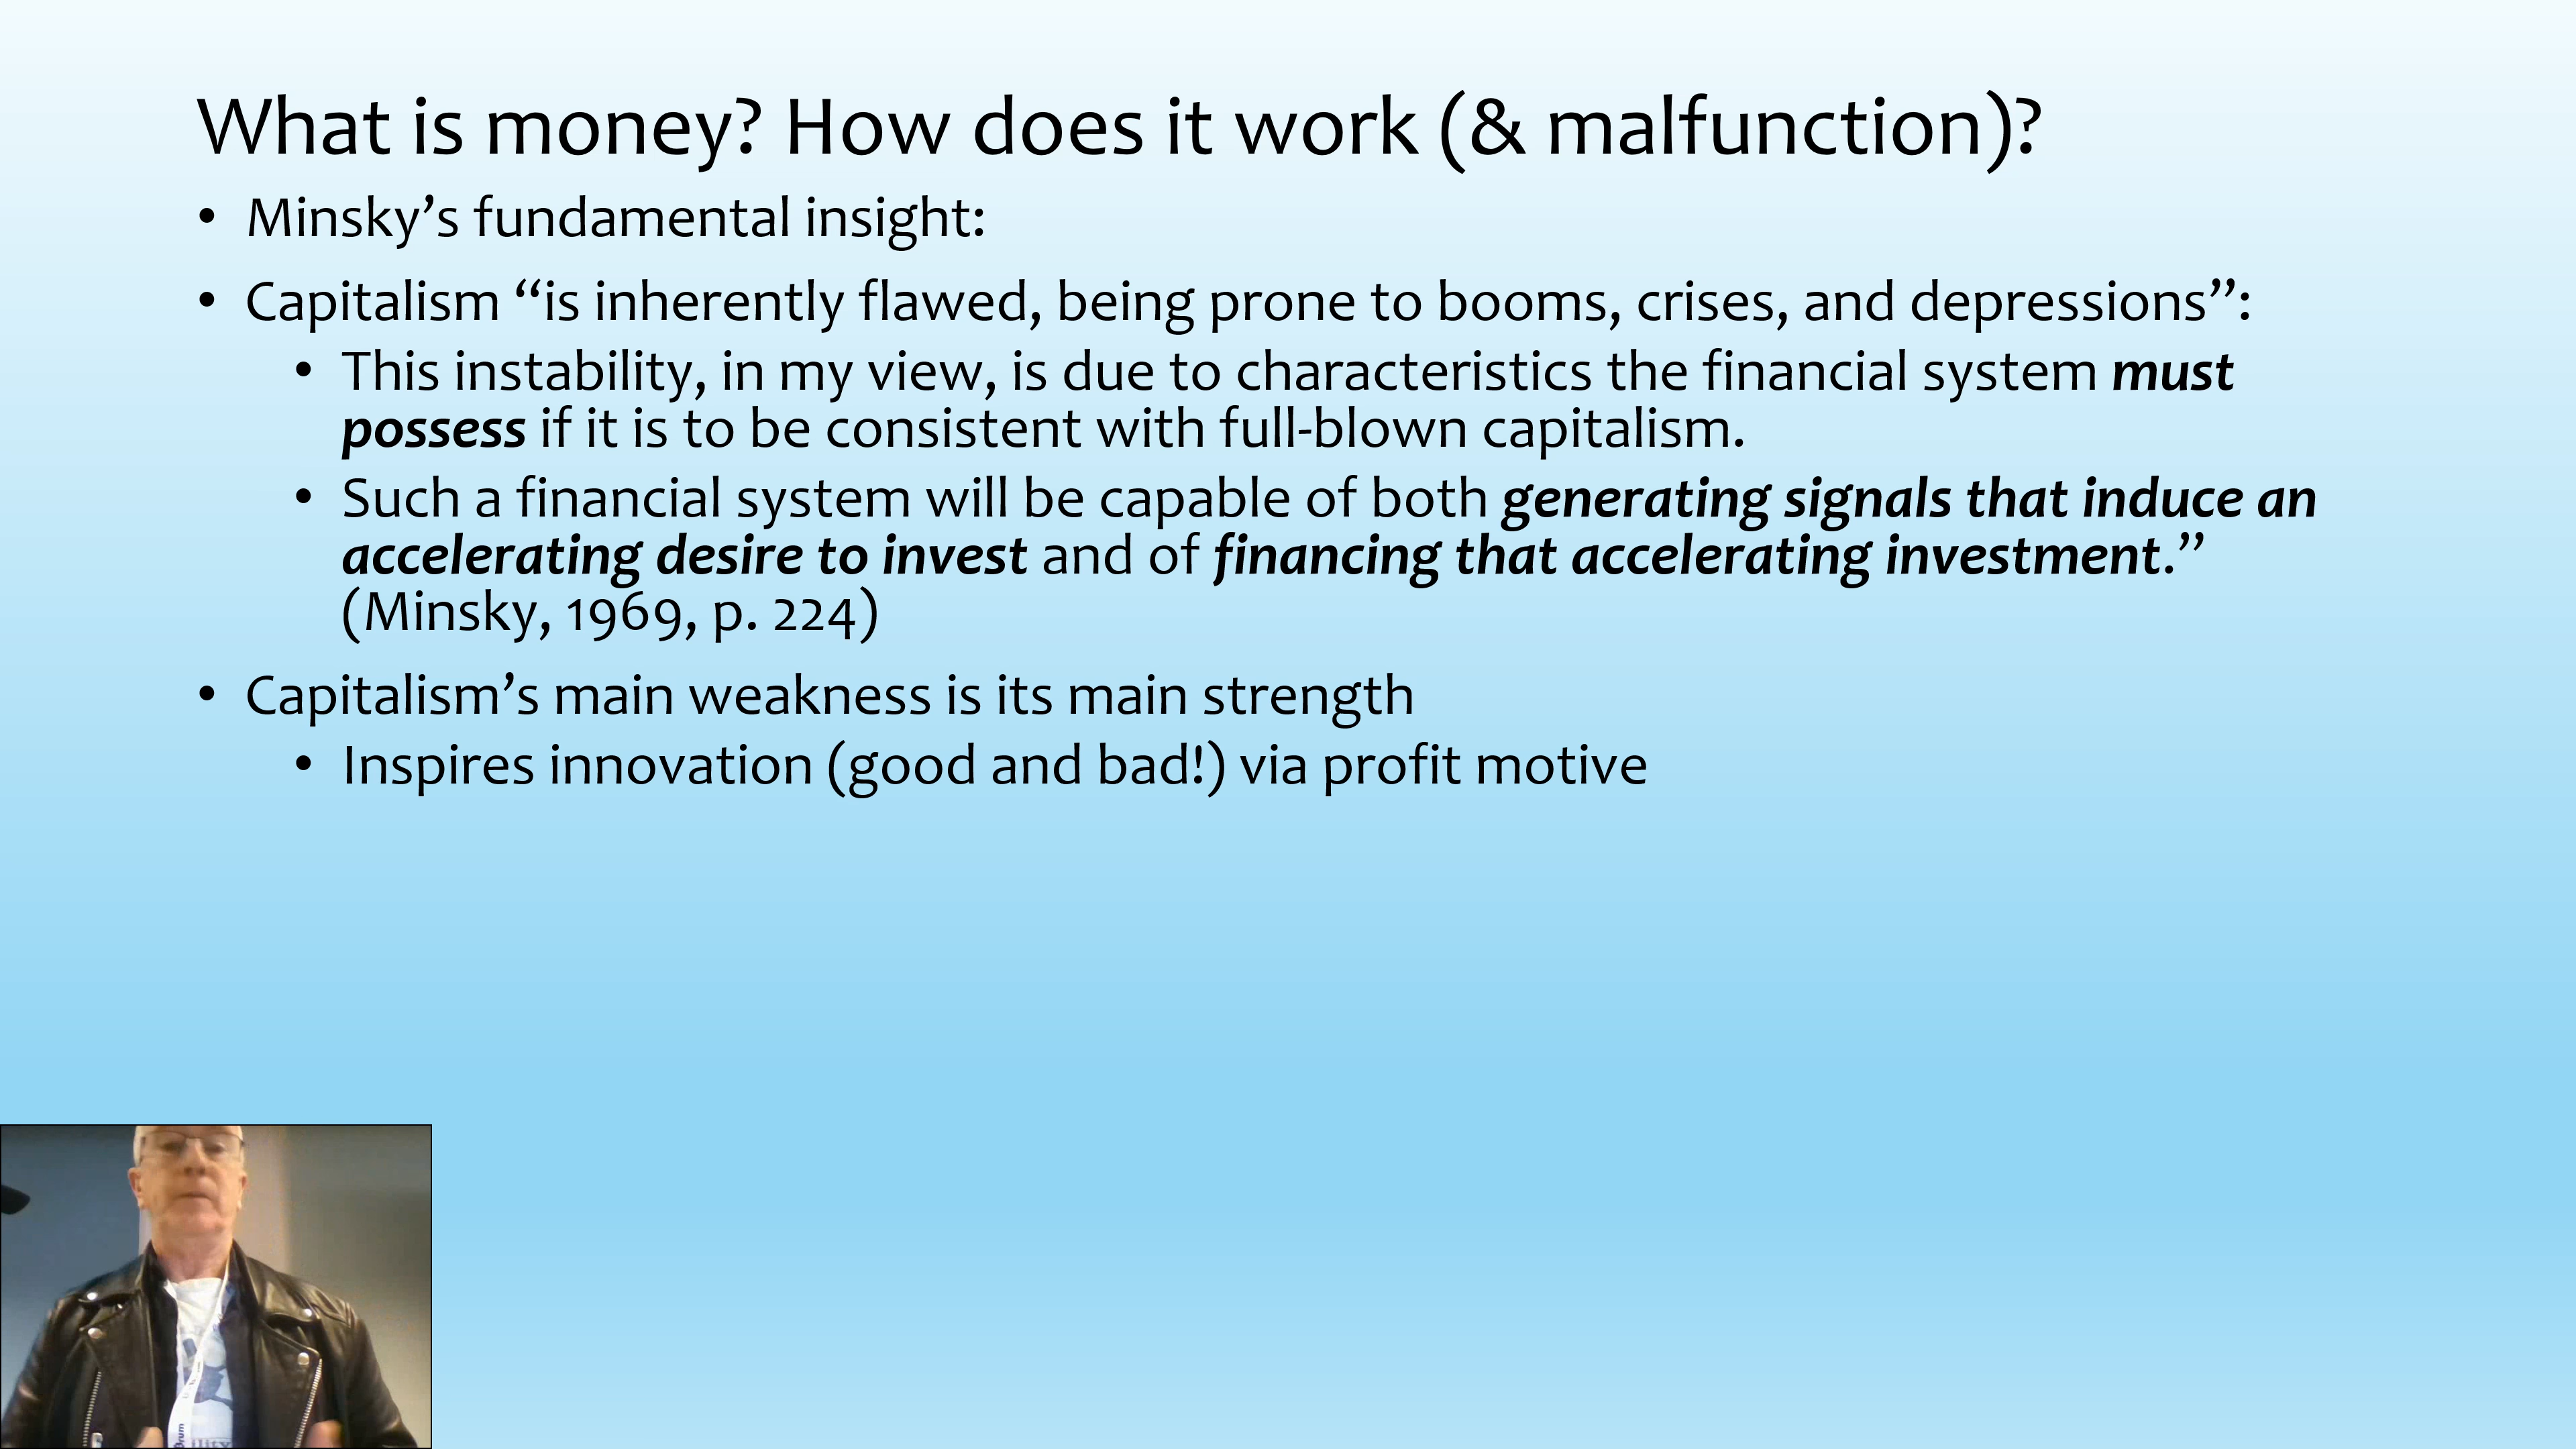 What is money? How does it work (& malfunction)?
• Minsky’s fundamental insight:
• Capitalism “is inherently flawed, being prone to booms, crises, and depressions”:
• This instability, in my view, is due to characteristics the financial system must
possess if it is to be consistent with full-blown capitalism.
• Such a financial system will be capable of both generating signals that induce an
accelerating desire to invest and of financing that accelerating investment.”
(Minsky, 1969, p. 224)
• Capitalism’s main weakness is its main strength
• Inspires innovation (good and bad!) via profit motive